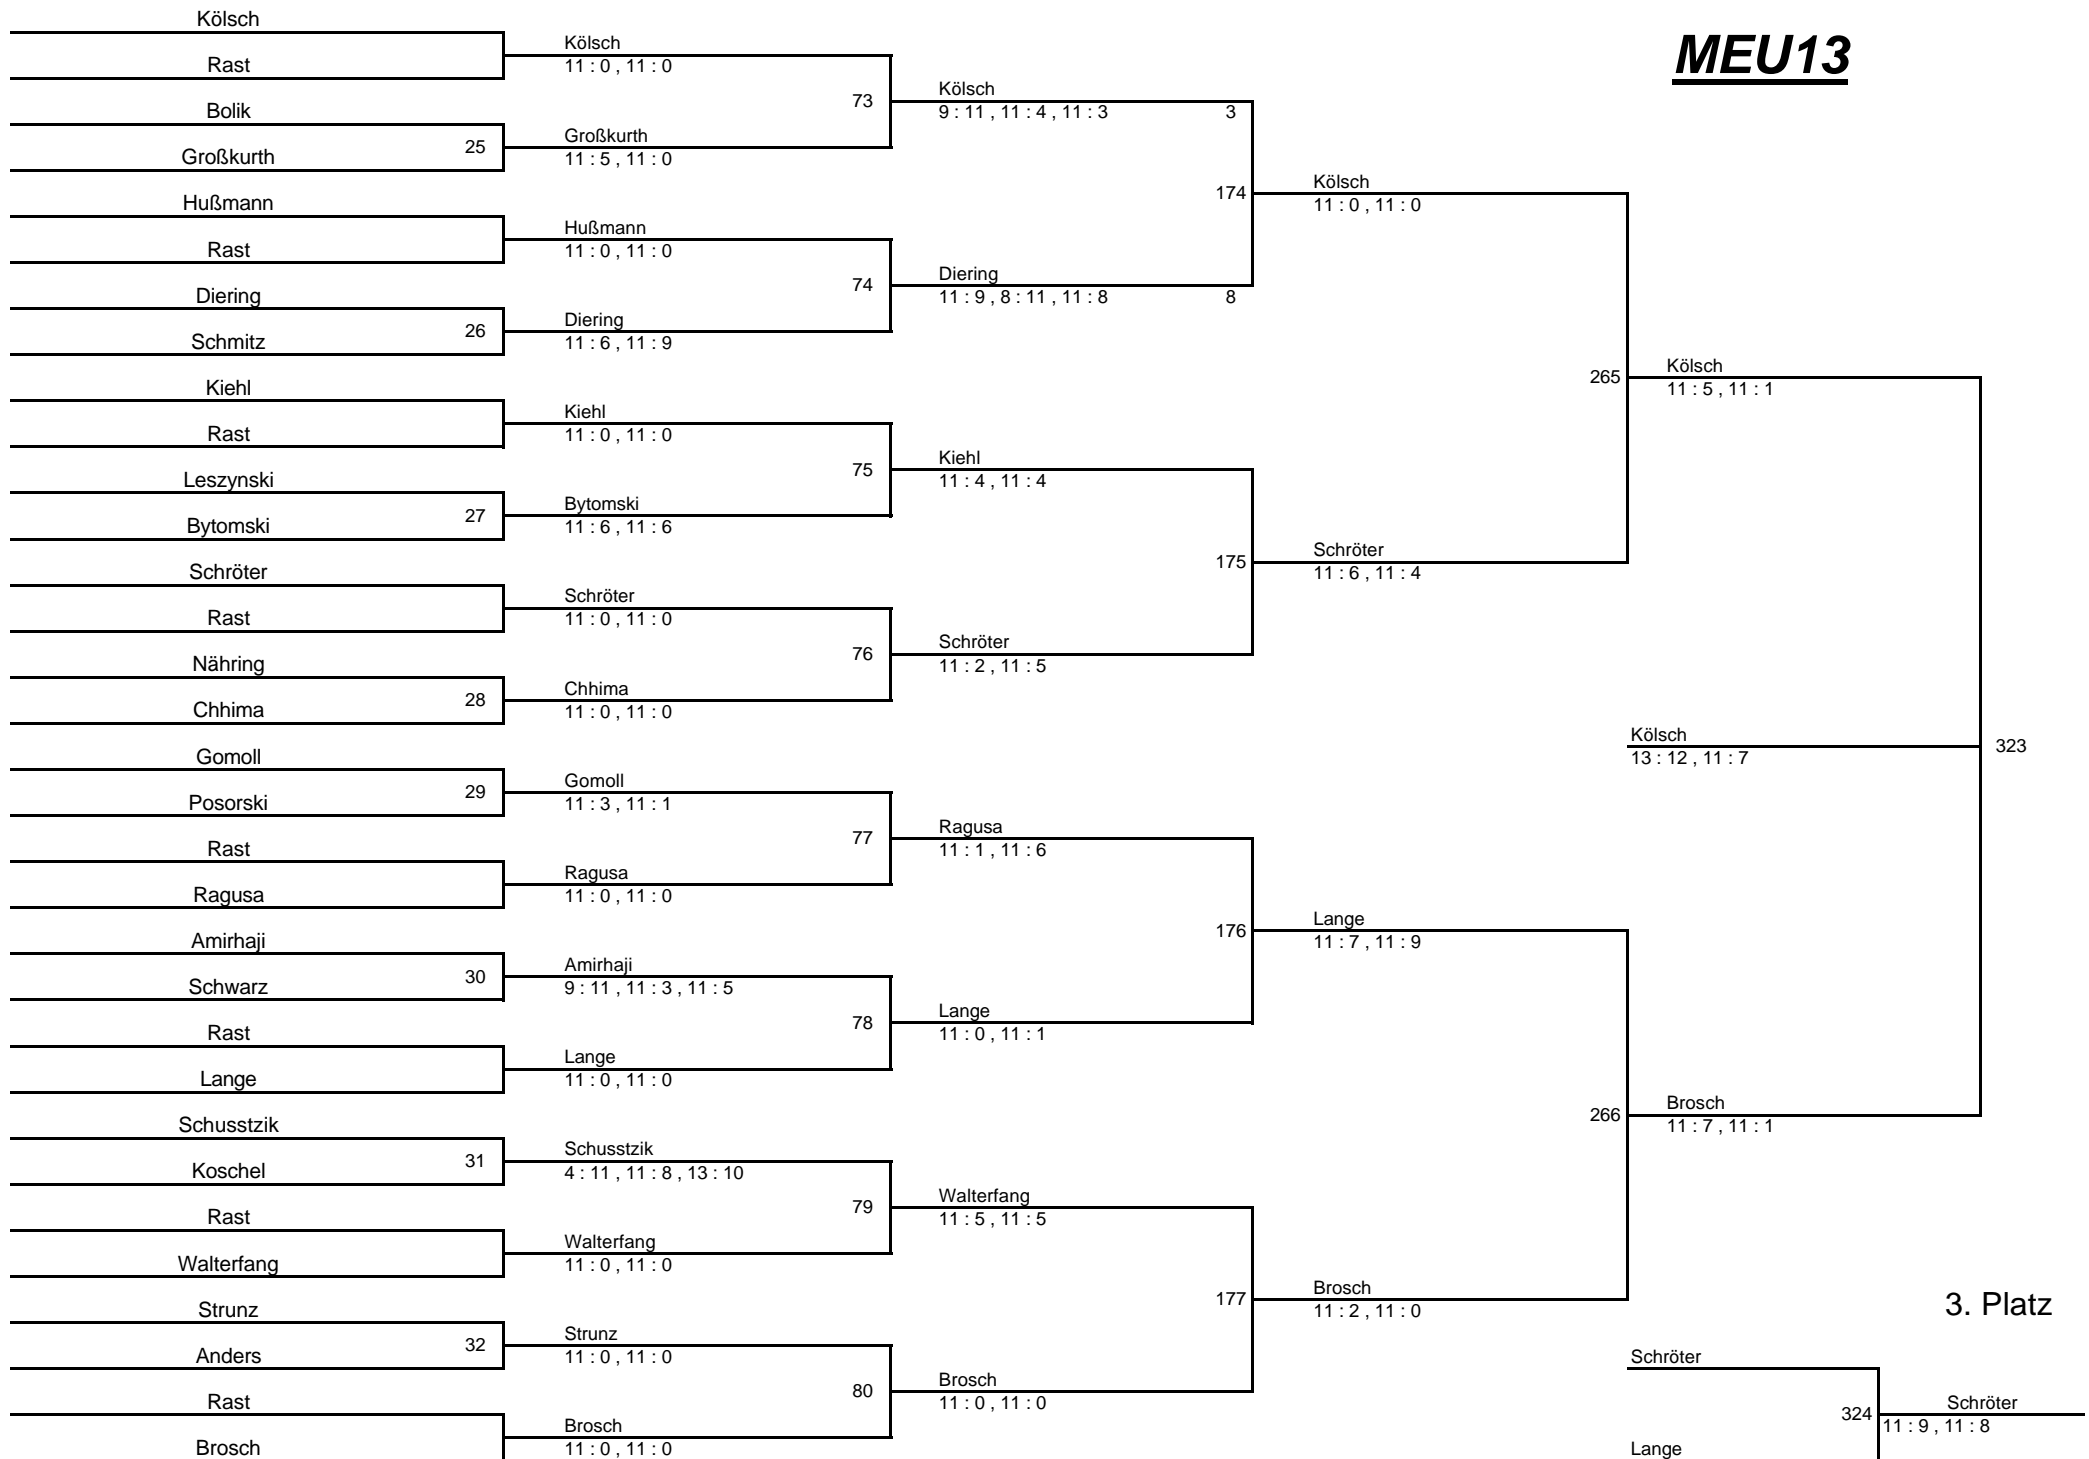 MEU13
Kölsch
Rast
Bolik
Großkurth
25
Hußmann
Rast
Diering
Schmitz
26
Kiehl
Rast
Leszynski
Bytomski
27
Schröter
Rast
Nähring
Chhima
28
Gomoll
Posorski
29
Rast
Ragusa
Amirhaji
Schwarz
30
Rast
Lange
Schusstzik
Koschel
31
Rast
Walterfang
Strunz
Anders
32
Rast
Brosch
Kölsch
11 : 0 , 11 : 0
73
Großkurth
11 : 5 , 11 : 0
Hußmann
11 : 0 , 11 : 0
74
Diering
11 : 6 , 11 : 9
Kiehl
11 : 0 , 11 : 0
75
Bytomski
11 : 6 , 11 : 6
Schröter
11 : 0 , 11 : 0
76
Chhima
11 : 0 , 11 : 0
Gomoll
11 : 3 , 11 : 1
77
Ragusa
11 : 0 , 11 : 0
Amirhaji
9 : 11 , 11 : 3 , 11 : 5
78
Lange
11 : 0 , 11 : 0
Schusstzik
4 : 11 , 11 : 8 , 13 : 10
79
Walterfang
11 : 0 , 11 : 0
Strunz
11 : 0 , 11 : 0
80
Brosch
11 : 0 , 11 : 0
Kölsch
9 : 11 , 11 : 4 , 11 : 3 3
174
Diering
11 : 9 , 8 : 11 , 11 : 8 8
Kiehl
11 : 4 , 11 : 4
175
Schröter
11 : 2 , 11 : 5
Ragusa
11 : 1 , 11 : 6
176
Lange
11 : 0 , 11 : 1
Walterfang
11 : 5 , 11 : 5
177
Brosch
11 : 0 , 11 : 0
Kölsch
11 : 0 , 11 : 0
265
Schröter
11 : 6 , 11 : 4
Lange
11 : 7 , 11 : 9
266
Brosch
11 : 2 , 11 : 0
Kölsch
11 : 5 , 11 : 1
Kölsch
13 : 12 , 11 : 7
323
Brosch
11 : 7 , 11 : 1
3. Platz
Schröter
324
Schröter
11 : 9 , 11 : 8
Lange